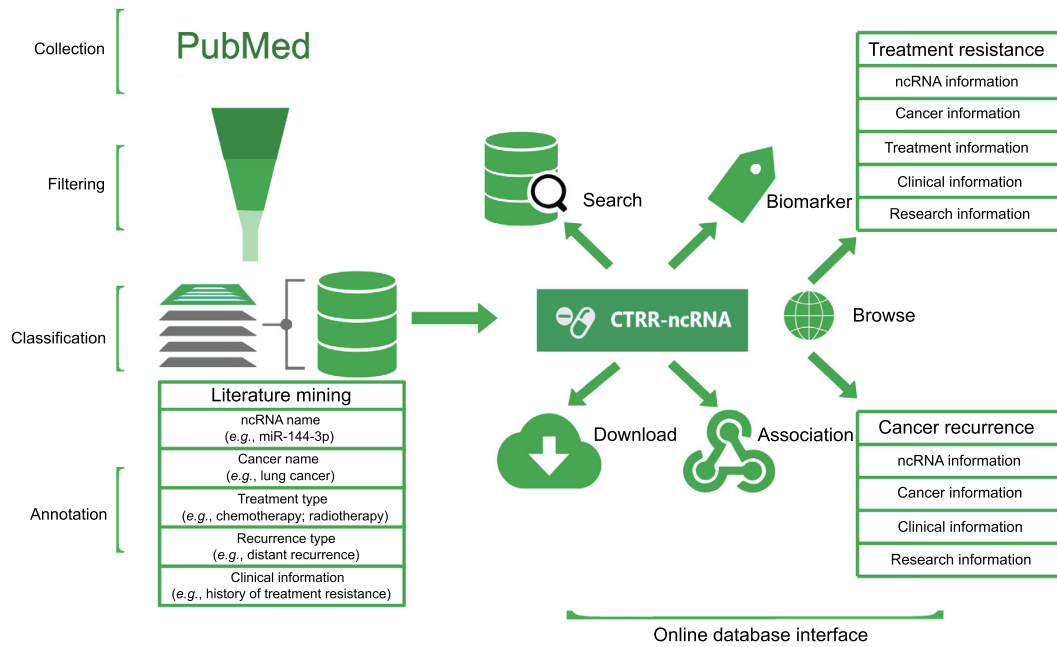 Collection
PubMed
Filtering
Classification
Annotation
Literature mining
ncRNA name
(e.g., miR-144-3p)
Cancer name
(e.g., lung cancer)
Treatment type
(e.g., chemotherapy; radiotherapy)
Recurrence type
(e.g., distant recurrence)
Clinical information
(e.g., history of treatment resistance)
Search
Biomarker
CTRR-ncRNA
Browse
Download
Association
Treatment resistance
ncRNA information
Cancer information
Treatment information
Clinical information
Research information
Cancer recurrence
ncRNA information
Cancer information
Clinical information
Research information
Online database interface